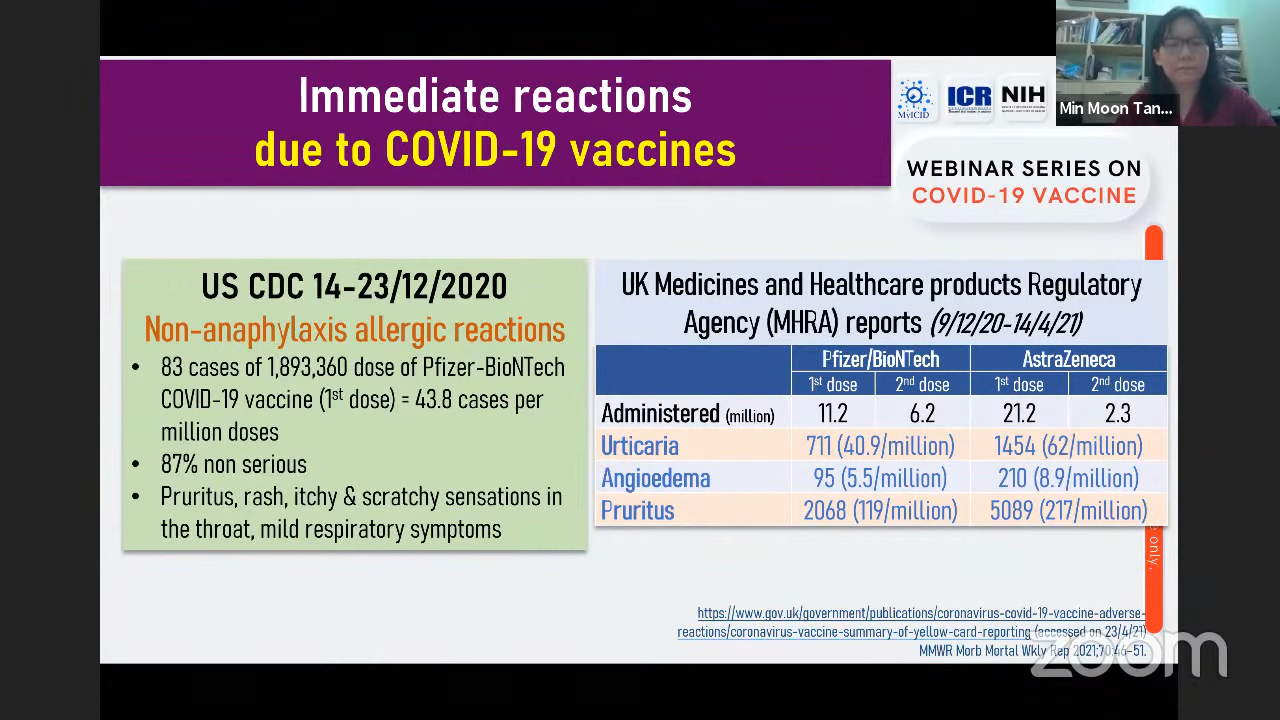 Immediate reactions
due to COVID-19 vaccines
MyICID
ICR
NIH
Min Moon Tan...
WEBINAR SERIES ON
COVID-19 VACCINE
US CDC 14-23/12/2020
Non-anaphylaxis allergic reactions
• 83 cases of 1,893,360 dose of Pfizer-BioNTech
COVID-19 vaccine (1st dose) = 43.8 cases per
million doses
• 87% non serious
• Pruritus, rash, itchy & scratchy sensations in
the throat, mild respiratory symptoms
UK Medicines and Healthcare products Regulatory
Agency (MHRA) reports (9/12/20-14/4/21)
Pfizer/BioNTech AstraZeneca
1st dose 2nd dose 1st dose 2nd dose
Administered (million) 11.2 6.2 21.2 2.3
Urticaria 711 (40.9/million) 1454 (62/million)
Angioedema 95 (5.5/million) 210 (8.9/million)
Pruritus 2068 (119/million) 5089 (217/million)
e only.
https://www.gov.uk/government/publications/coronavirus-covid-19-vaccine-adverse-
reactions/coronavirus-vaccine-summary-of-yellow-card-reporting (accessed on 23/4/21)
MMWR Morb Mortal Wkly Rep 2021;70:46-51.
zoom